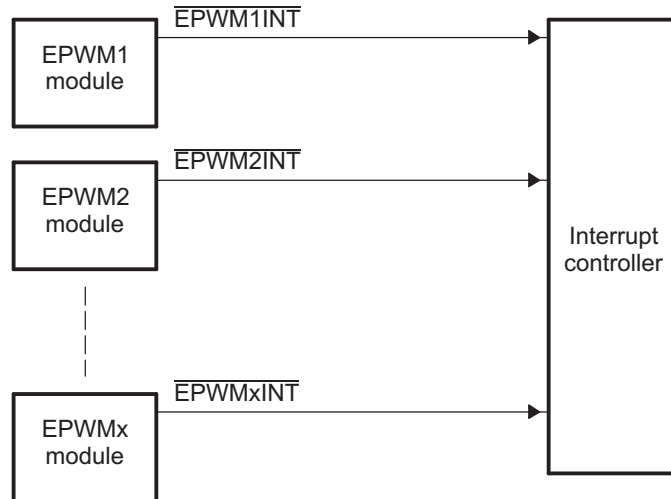 EPWM1INT
EPWM1
module
EPWM2INT
EPWM2
module
Interrupt
controller
EPWMxINT
EPWMx
module